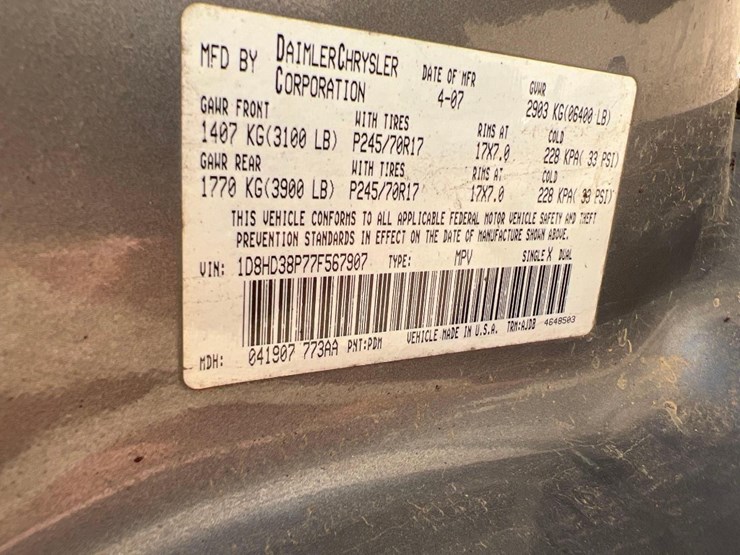 MFD BY DAIMLERCHRYSLER CORPORATION DATE OF MFR 4-07 GVWR 2903 KG(06400 LB)
GAWR FRONT WITH TIRES RIMS AT COLD
1407 KG(3100 LB) P245/70R17 17X7.0 228 KPA( 33 PSI)
GAWR REAR WITH TIRES RIMS AT COLD
1770 KG(3900 LB) P245/70R17 17X7.0 228 KPA( 33 PSI)
THIS VEHICLE CONFORMS TO ALL APPLICABLE FEDERAL MOTOR VEHICLE SAFETY AND THEFT
PREVENTION STANDARDS IN EFFECT ON THE DATE OF MANUFACTURE SHOWN ABOVE.
VIN: 1D8HD38P77F567907 TYPE: MPV SINGLE X DUAL
MDH: 041907 773AA PNT:PDM VEHICLE MADE IN U.S.A. TRM:AJD8 4648503